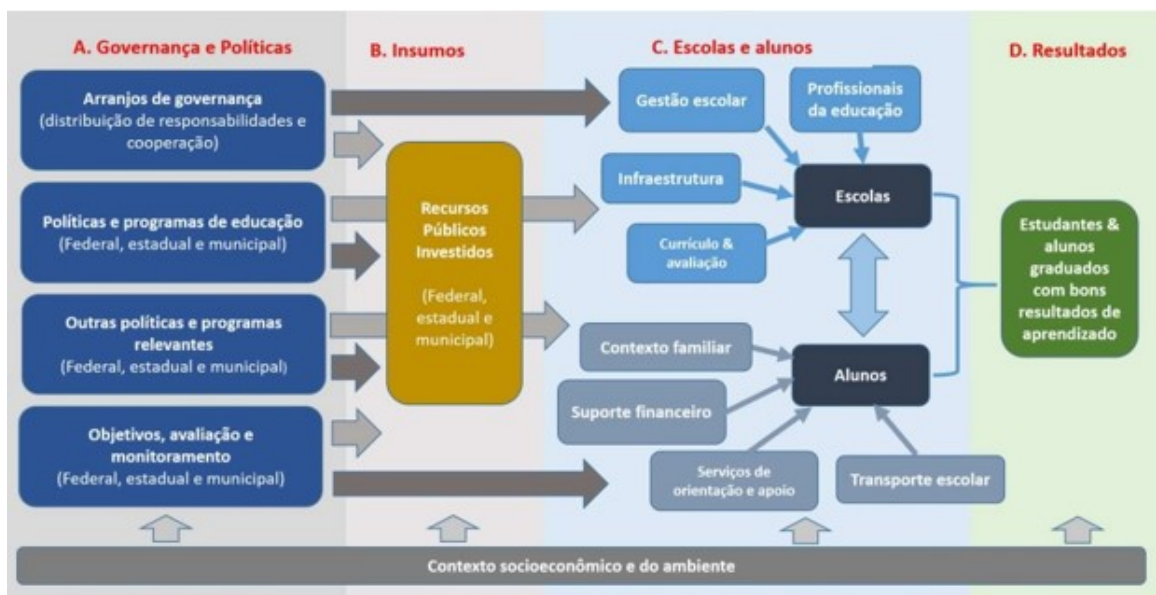 A. Governança e Políticas
Arranjos de governança
(distribuição de responsabilidades e
cooperação)
Políticas e programas de educação
(Federal, estadual e municipal)
Outras políticas e programas
relevantes
(Federal, estadual e municipal)
Objetivos, avaliação e
monitoramento
(Federal, estadual e municipal)
B. Insumos
Recursos
Públicos
Investidos
(Federal,
estadual e
municipal)
C. Escolas e alunos
Gestão escolar
Profissionais
da educação
Infraestrutura
Escolas
Currículo &
avaliação
Contexto familiar
Alunos
Suporte financeiro
Serviços de
orientação e apoio
Transporte escolar
D. Resultados
Estudantes &
alunos
graduados
com bons
resultados de
aprendizado
Contexto socioeconômico e do ambiente